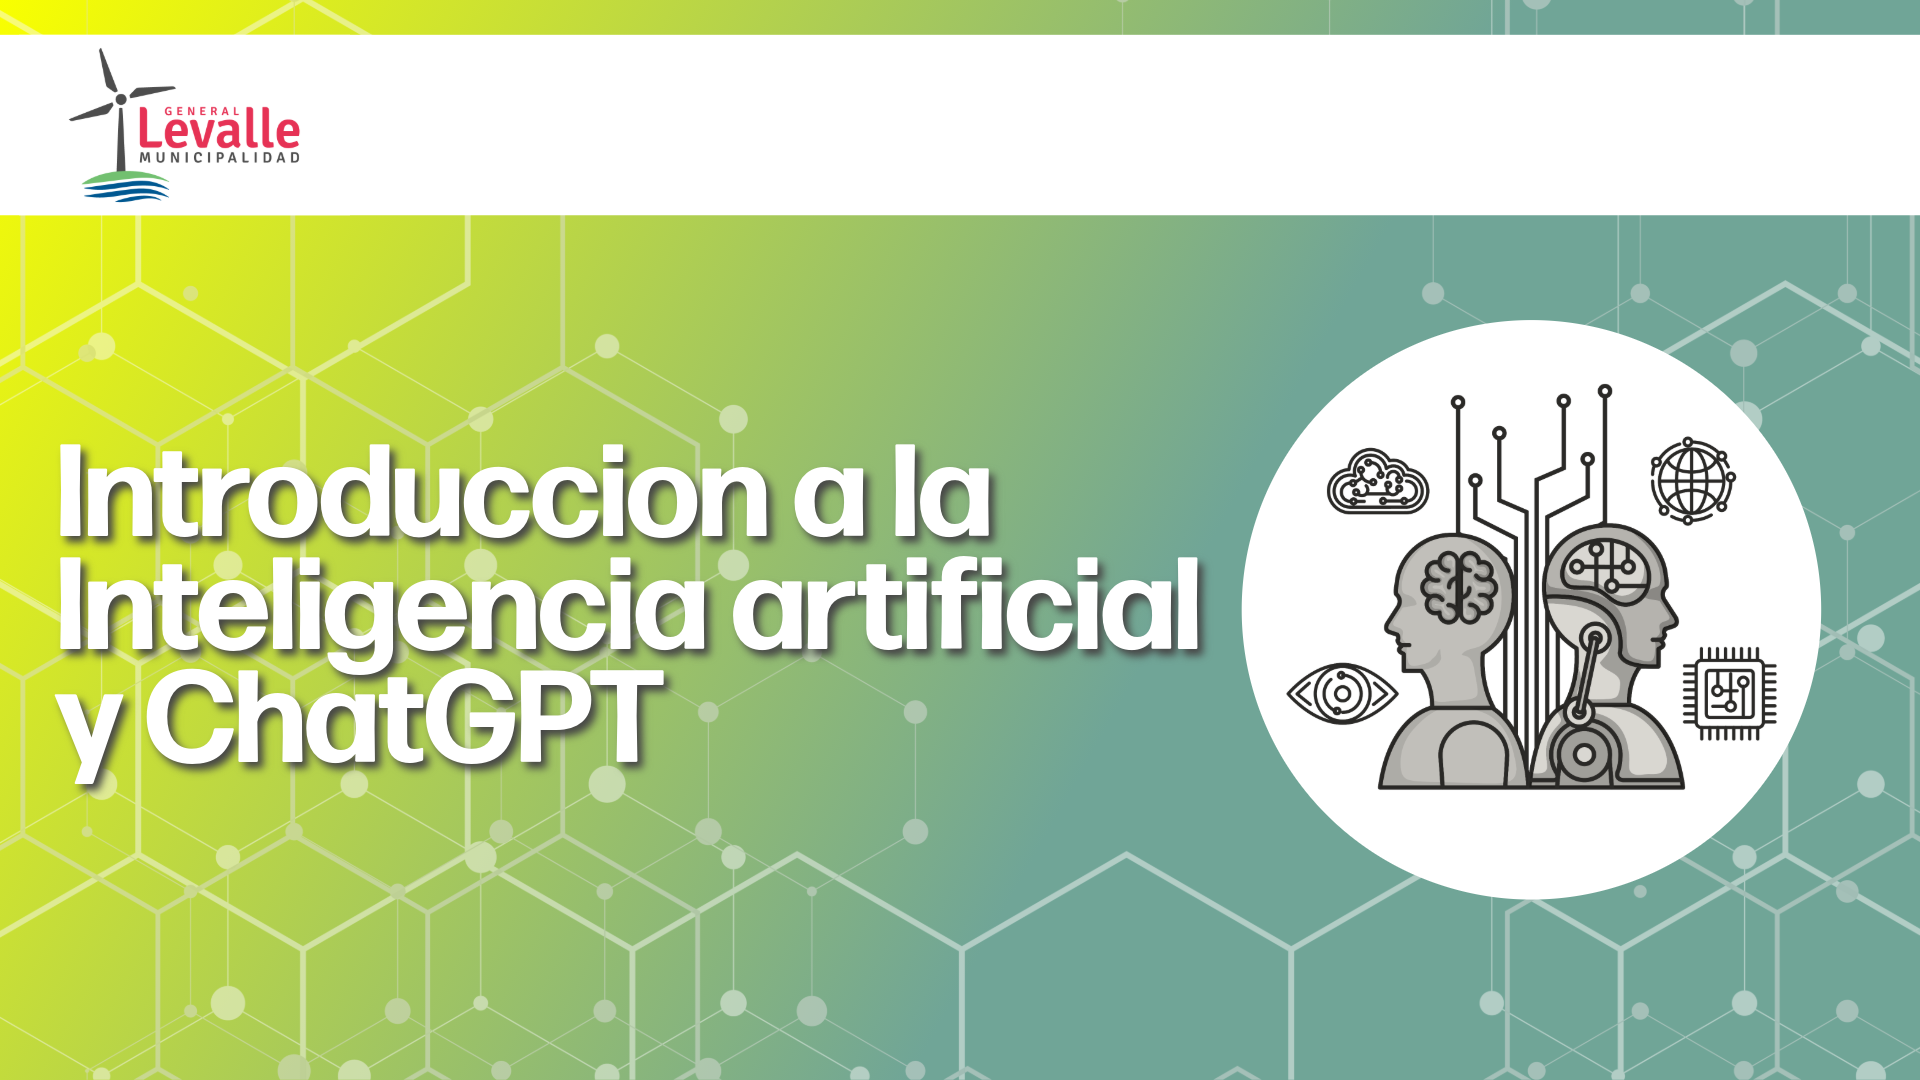 GENERAL
Levalle
MUNICIPALIDAD
Introduccion a la
Inteligencia artificial
y ChatGPT